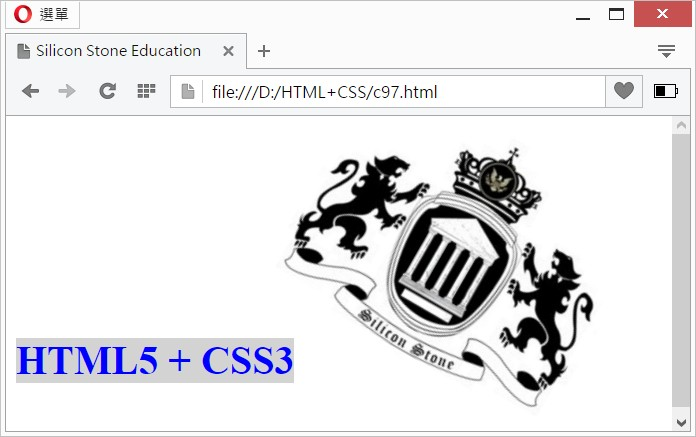 選單
Silicon Stone Education
file:///D:/HTML+CSS/c97.html
Silicon Stone
HTML5 + CSS3